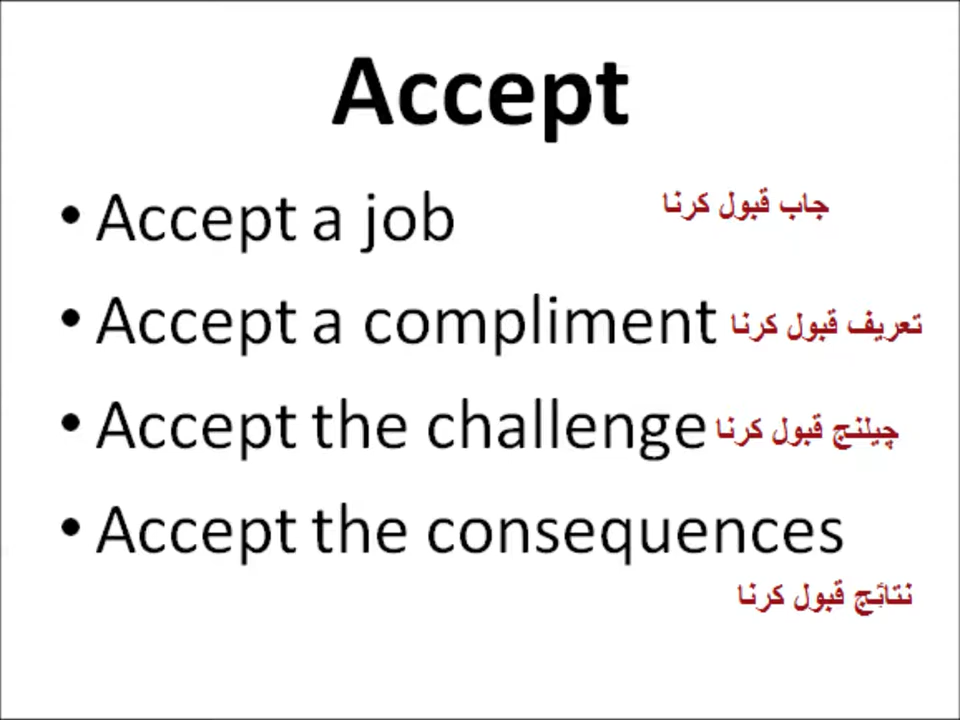 Accept
• Accept a job جاب قبول کرنا
• Accept a compliment تعریف قبول کرنا
• Accept the challenge چیلنج قبول کرنا
• Accept the consequences
نتائج قبول کرنا